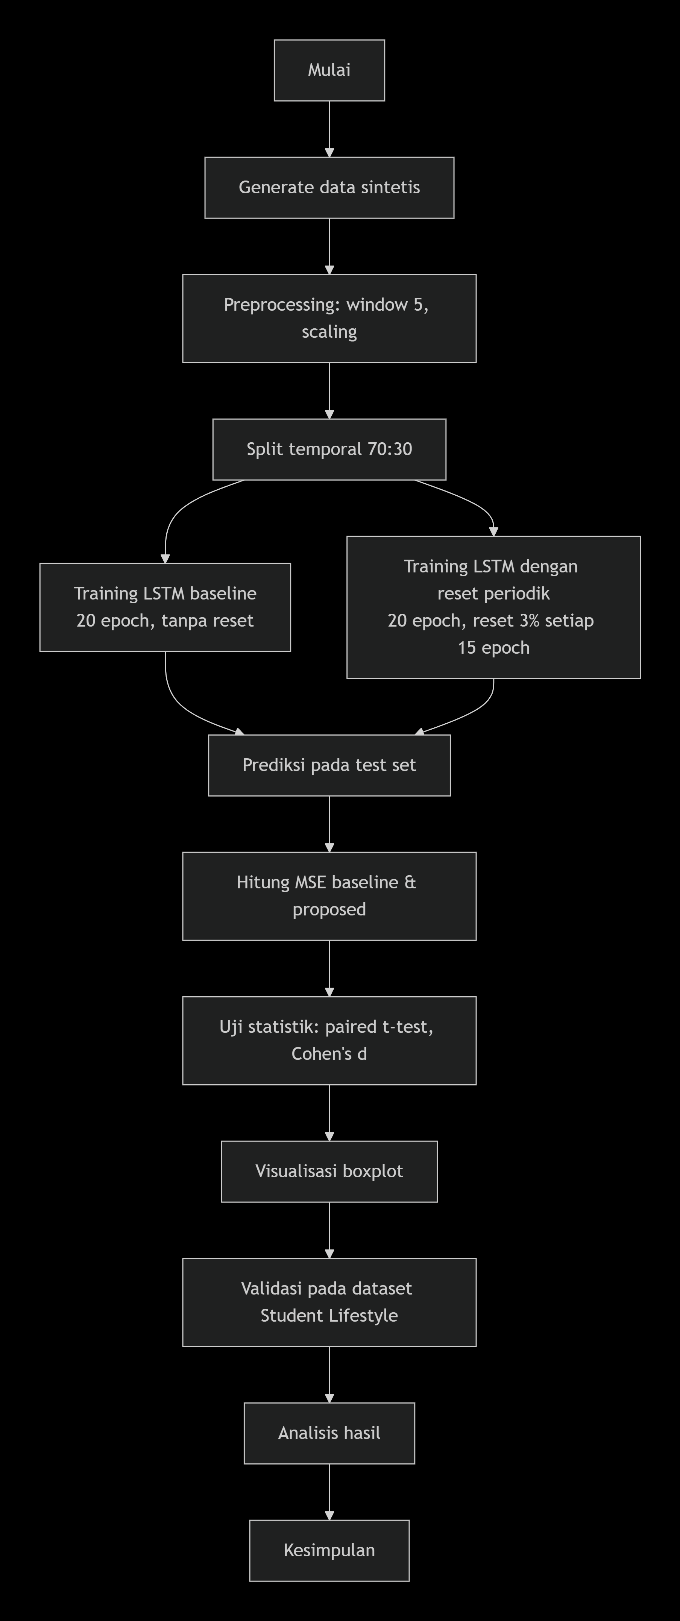 Mulai
Generate data sintetis
Preprocessing: window 5,
scaling
Split temporal 70:30
Training LSTM baseline
20 epoch, tanpa reset
Training LSTM dengan
reset periodik
20 epoch, reset 3% setiap
15 epoch
Prediksi pada test set
Hitung MSE baseline &
proposed
Uji statistik: paired t-test,
Cohen's d
Visualisasi boxplot
Validasi pada dataset
Student Lifestyle
Analisis hasil
Kesimpulan